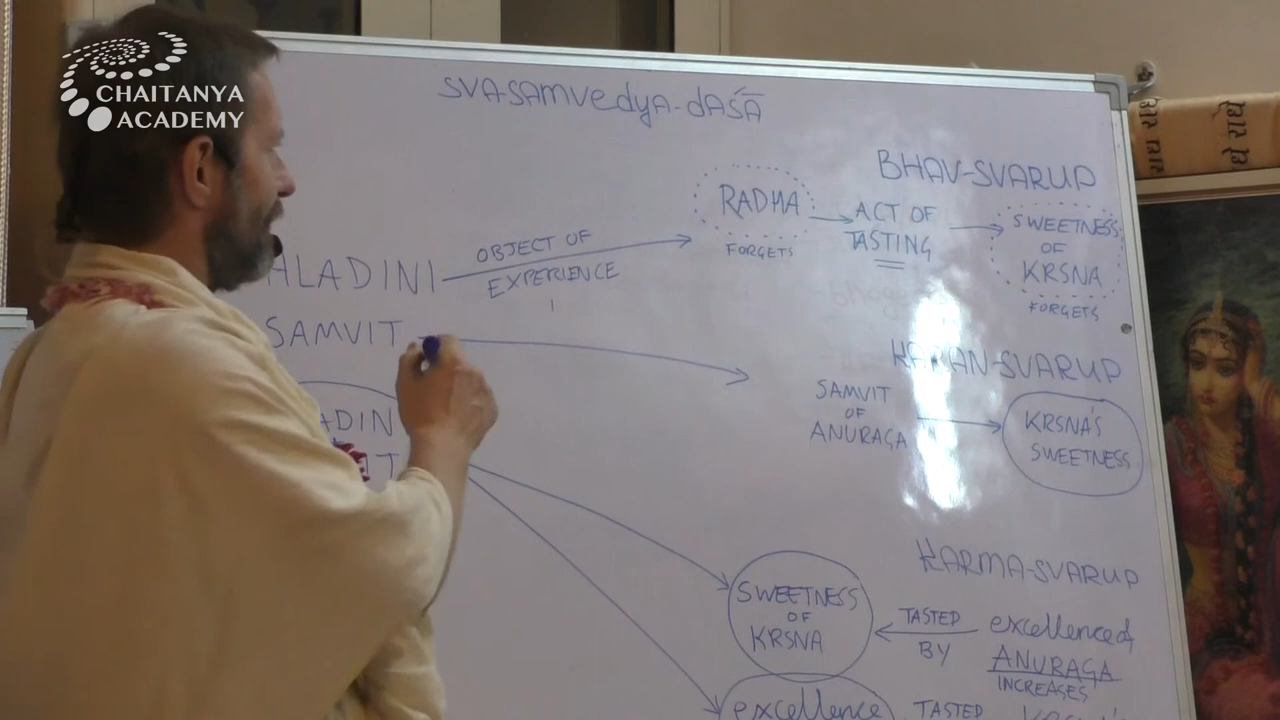 CHAITANYA
ACADEMY
SVA-SAMVEDYA-DAŚĀ
BHAV-SVARUP
HLADINI
OBJECT OF
EXPERIENCE
RADHA
FORGETS
ACT OF
TASTING
SWEETNESS
OF
KRSNA
FORGETS
KARAN-SVARUP
SAMVIT
SAMVIT
OF
ANURAGA
KRSNA'S
SWEETNESS
KARMA-SVARUP
SWEETNESS
OF
KRSNA
TASTED
BY
excellence of
ANURAGA
INCREASES
excellence
TASTED